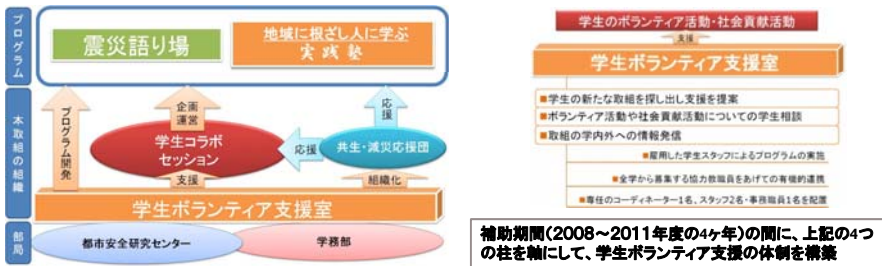 プログラム
震災語り場
地域に根ざし人に学ぶ
実践塾
本取組の組織
プログラム開発
企画
運営
応援
学生コラボ
セッション
応援
共生・減災応援団
支援
組織化
学生ボランティア支援室
部局
都市安全研究センター
学務部
学生のボランティア活動・社会貢献活動
支援
学生ボランティア支援室
■学生の新たな取組を探し出し支援を提案
■ボランティア活動や社会貢献活動についての学生相談
■取組の学内外への情報発信
■雇用した学生スタッフによるプログラムの実施
■全学から募集する協力教職員をあげての有機的連携
■専任のコーディネーター1名、スタッフ2名・事務職員1名を配置
補助期間(2008～2011年度の4ヶ年)の間に、上記の4つ
の柱を軸にして、学生ボランティア支援の体制を構築